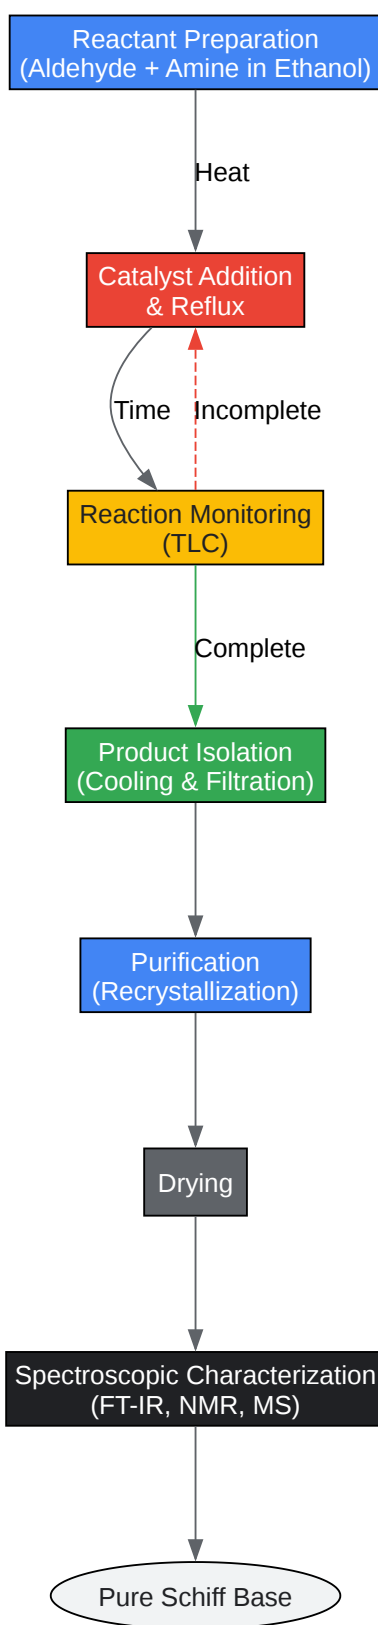 Reactant Preparation
(Aldehyde + Amine in Ethanol)
Heat
Catalyst Addition
& Reflux
Time
Incomplete
Reaction Monitoring
(TLC)
Complete
Product Isolation
(Cooling & Filtration)
Purification
(Recrystallization)
Drying
Spectroscopic Characterization
(FT-IR, NMR, MS)
Pure Schiff Base